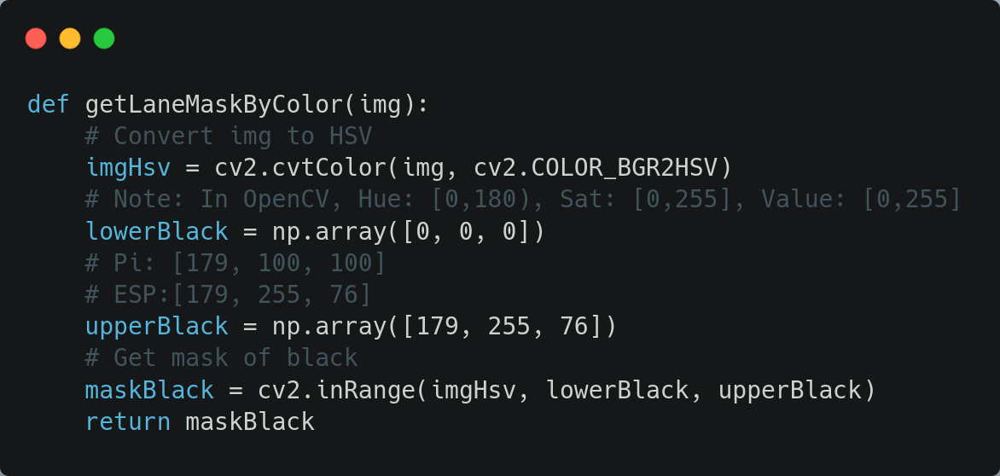 def getLaneMaskByColor(img):
    # Convert img to HSV
    imgHsv = cv2.cvtColor(img, cv2.COLOR_BGR2HSV)
    # Note: In OpenCV, Hue: [0,180), Sat: [0,255], Value: [0,255]
    lowerBlack = np.array([0, 0, 0])
    # Pi: [179, 100, 100]
    # ESP:[179, 255, 76]
    upperBlack = np.array([179, 255, 76])
    # Get mask of black
    maskBlack = cv2.inRange(imgHsv, lowerBlack, upperBlack)
    return maskBlack